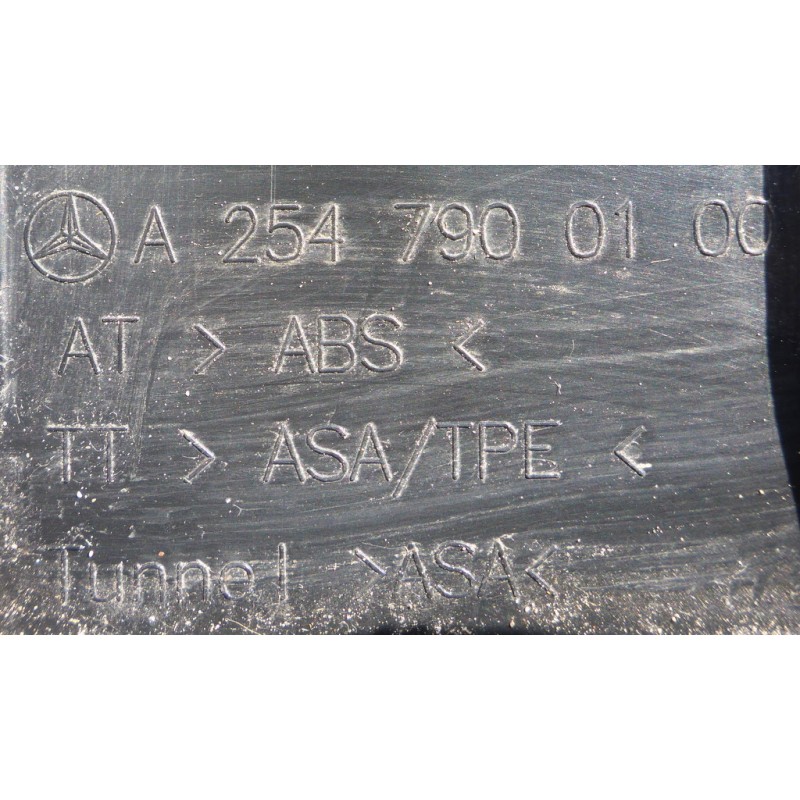 A 254 790 01 00
AT > ABS <
TT > ASA/TPE <
Tunnel >ASA<